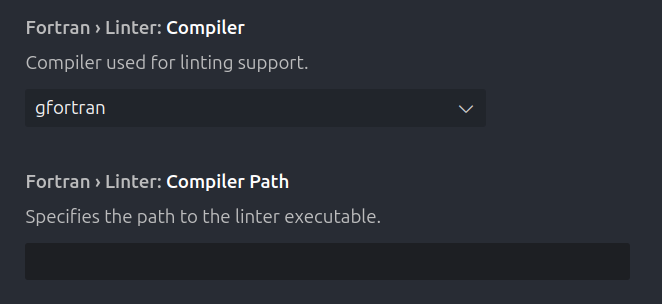 Fortran › Linter: Compiler
Compiler used for linting support.
gfortran
Fortran › Linter: Compiler Path
Specifies the path to the linter executable.